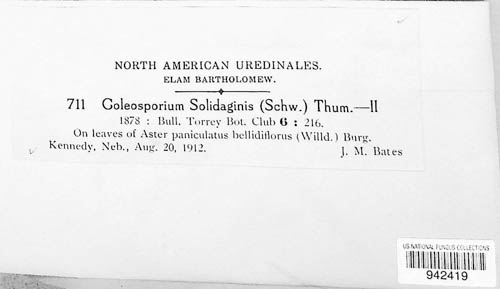 NORTH AMERICAN UREDINALES.
ELAM BARTHOLOMEW.
711 Coleosporium Solidaginis (Schw.) Thum.—II
1878 : Bull. Torrey Bot. Club 6 : 216.
On leaves of Aster paniculatus bellidiflorus (Willd.) Burg.
Kennedy, Neb., Aug. 20, 1912. J. M. Bates
US NATIONAL FUNGUS COLLECTIONS
942419